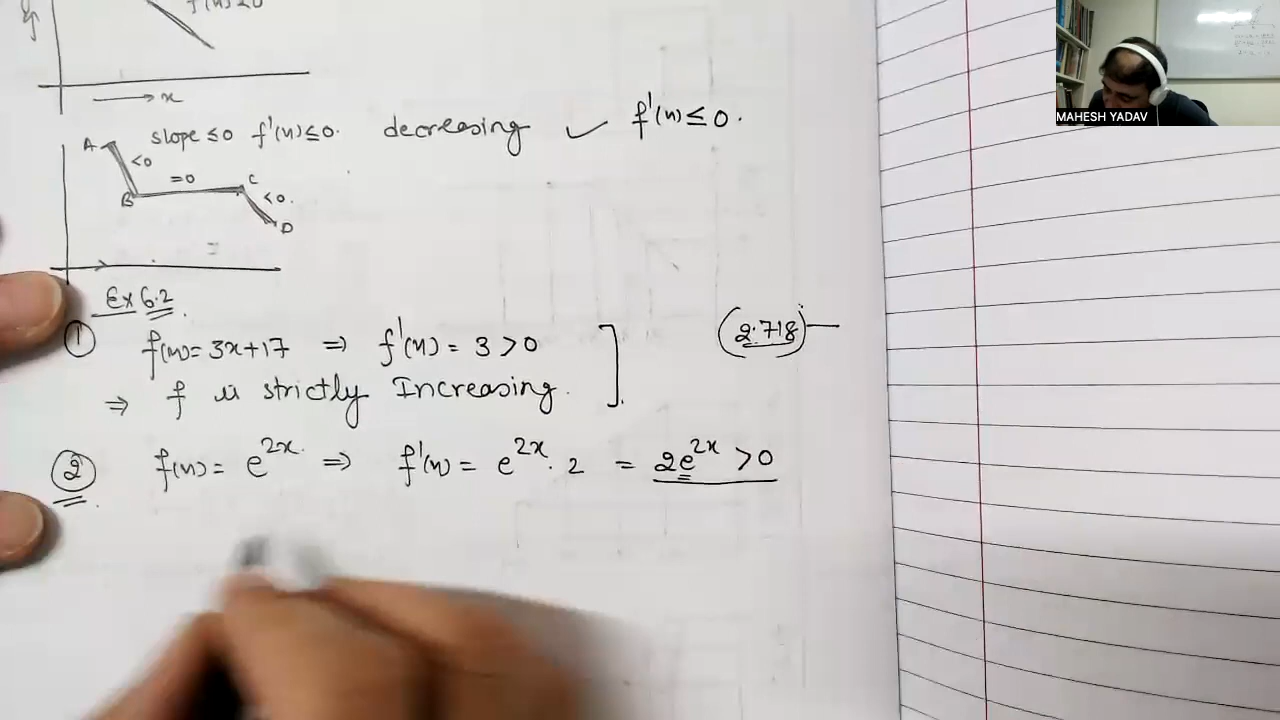 MAHESH YADAV
x
slope ≤ 0 f'(x) ≤ 0. decreasing ✓ f'(x) ≤ 0.
A <0
=0 C
B <0.
D
Ex 6.2
① f(x) = 3x+17 ⇒ f'(x) = 3 > 0 (2.718)
⇒ f is strictly Increasing.
② f(x) = e^{2x} ⇒ f'(x) = e^{2x} · 2 = 2e^{2x} > 0